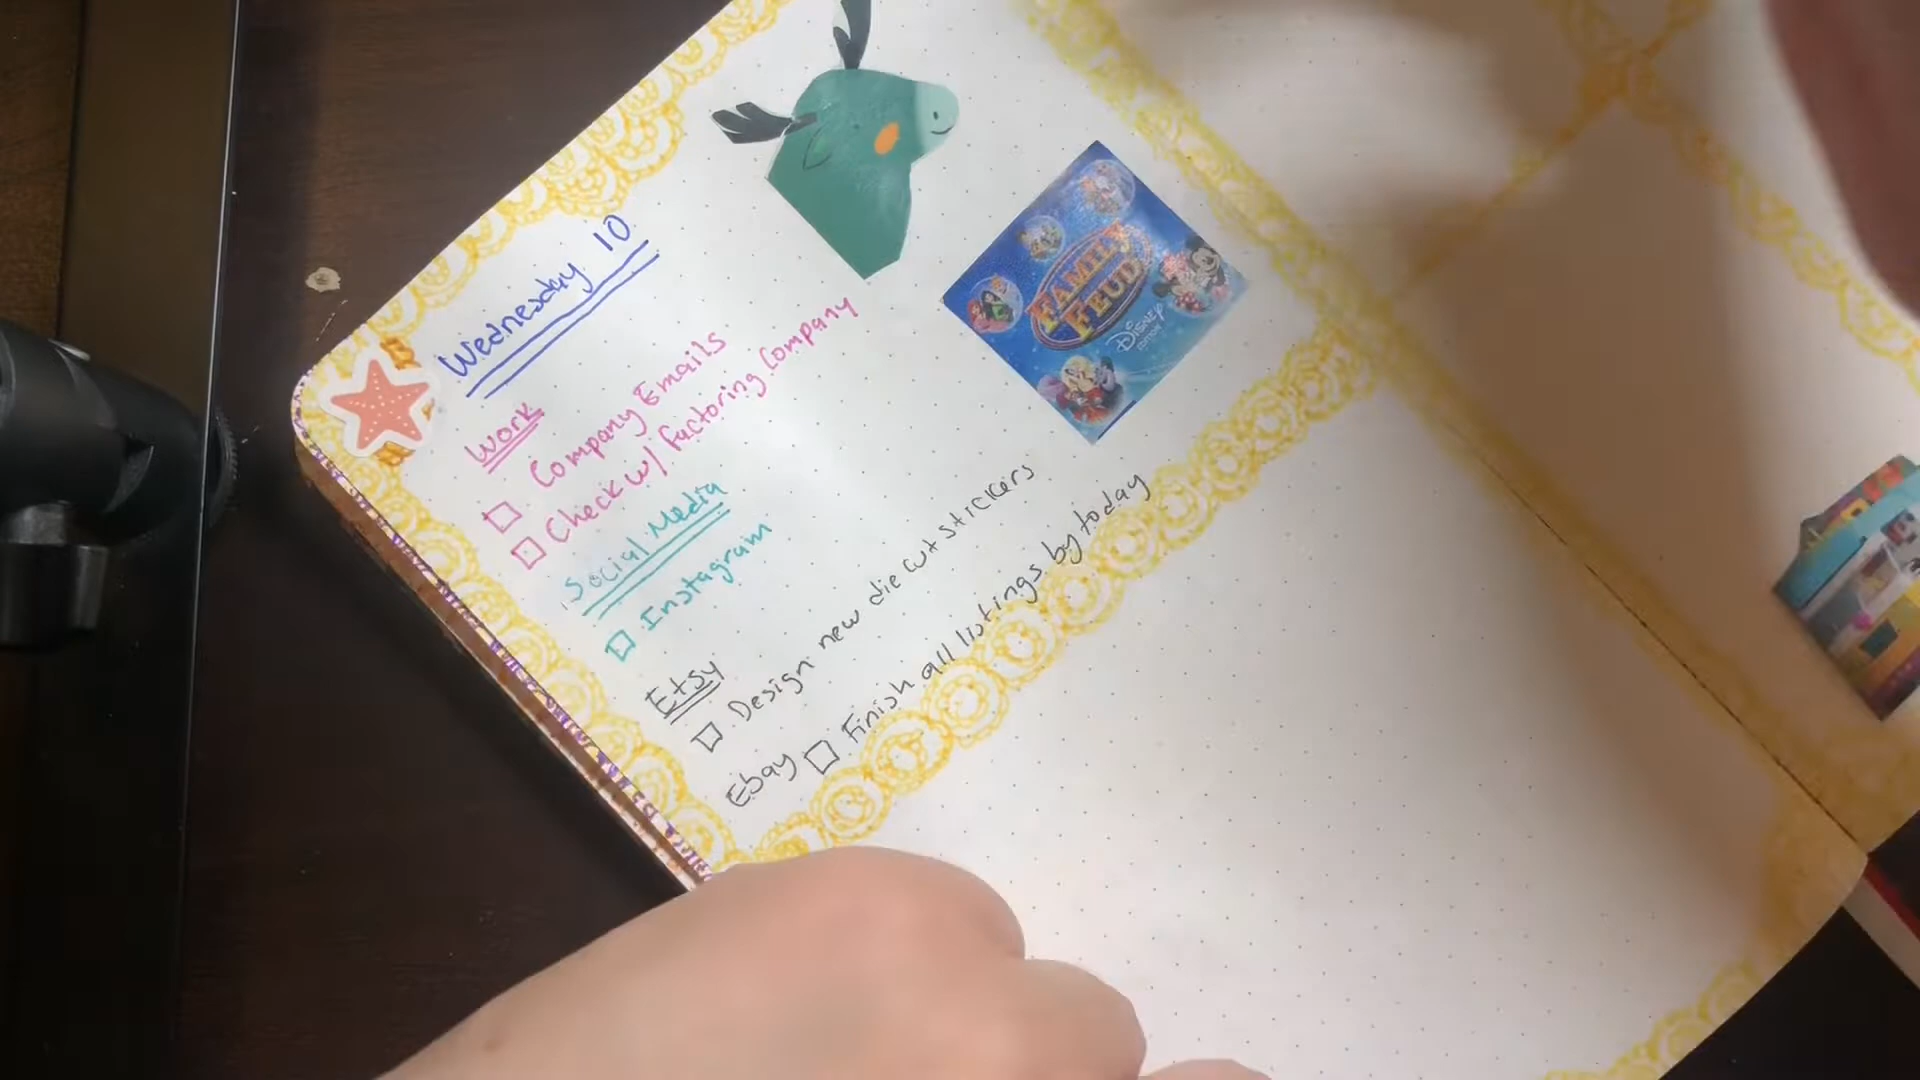 Wednesday 10
Work
Company Emails
Check w/ factoring Company
Social Media
Instagram
Etsy
Design new die cut stickers
Ebay Finish all listings by today
FAMILY
FEUD
Disney
EDITION